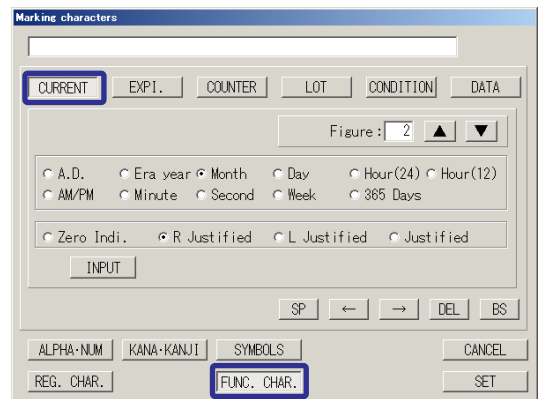 Marking characters
CURRENT EXPI. COUNTER LOT CONDITION DATA
Figure: 2 ▲ ▼
A.D. Era year Month Day Hour(24) Hour(12)
AM/PM Minute Second Week 365 Days
Zero Indi. R Justified L Justified Justified
INPUT
SP ← → DEL BS
ALPHA·NUM KANA·KANJI SYMBOLS CANCEL
REG. CHAR. FUNC. CHAR. SET